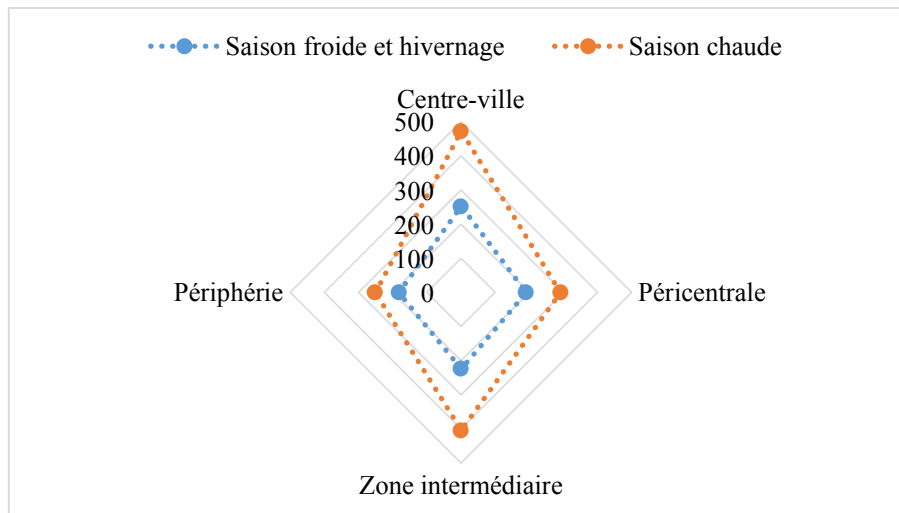 Saison froide et hivernage Saison chaude
Centre-ville
500
400
300
200
100
0
Périphérie
Péricentrale
Zone intermédiaire